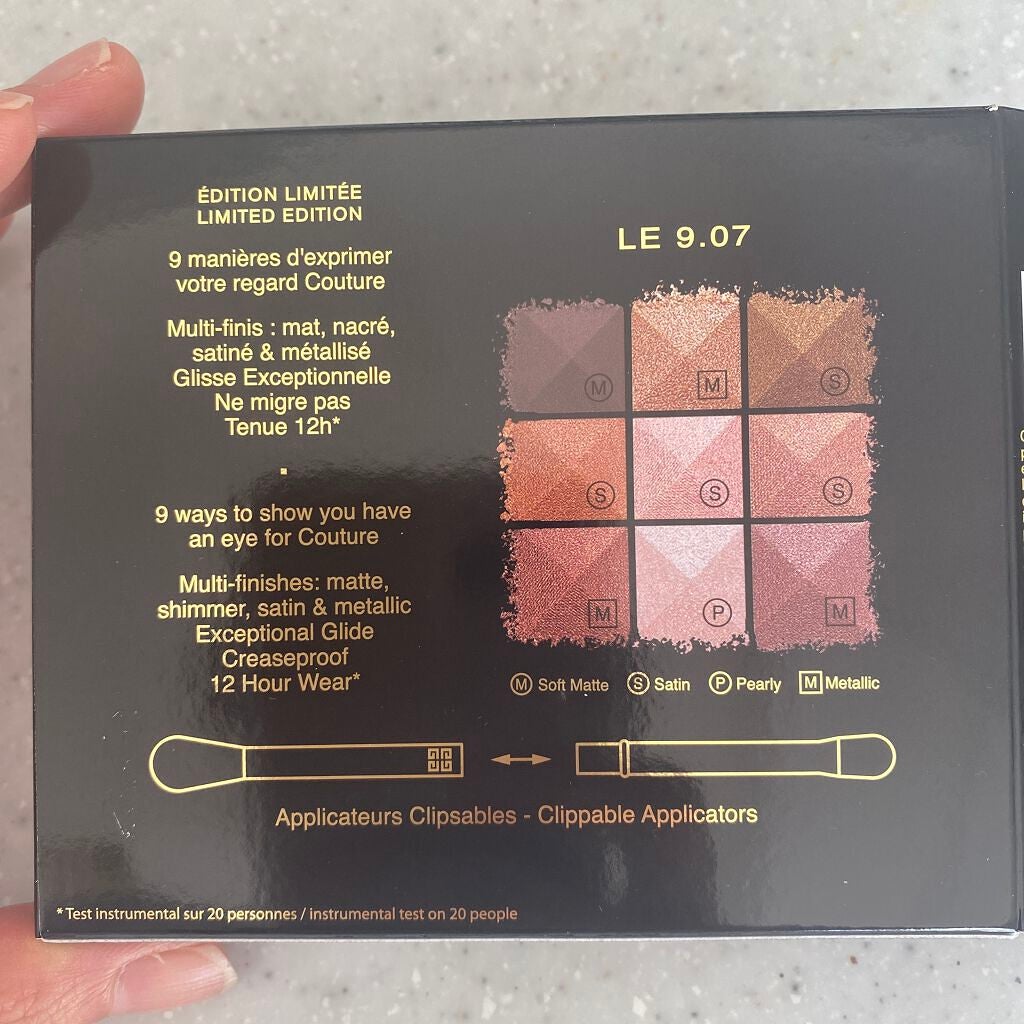 ÉDITION LIMITÉE
LIMITED EDITION
9 manières d'exprimer
votre regard Couture
Multi-finis : mat, nacré,
satiné & métallisé
Glisse Exceptionnelle
Ne migre pas
Tenue 12h*
9 ways to show you have
an eye for Couture
Multi-finishes: matte,
shimmer, satin & metallic
Exceptional Glide
Creaseproof
12 Hour Wear*
LE 9.07
M M S
S S S
M P M
M Soft Matte S Satin P Pearly M Metallic
Applicateurs Clipsables - Clippable Applicators
*Test instrumental sur 20 personnes / instrumental test on 20 people